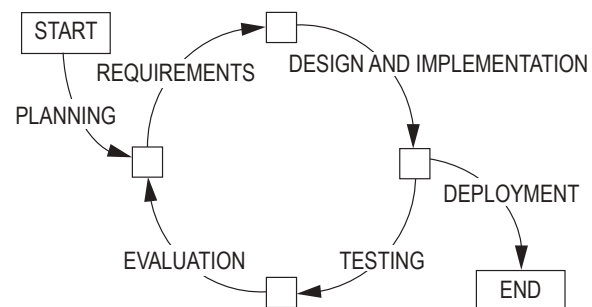 START
REQUIREMENTS
DESIGN AND IMPLEMENTATION
PLANNING
DEPLOYMENT
EVALUATION
TESTING
END